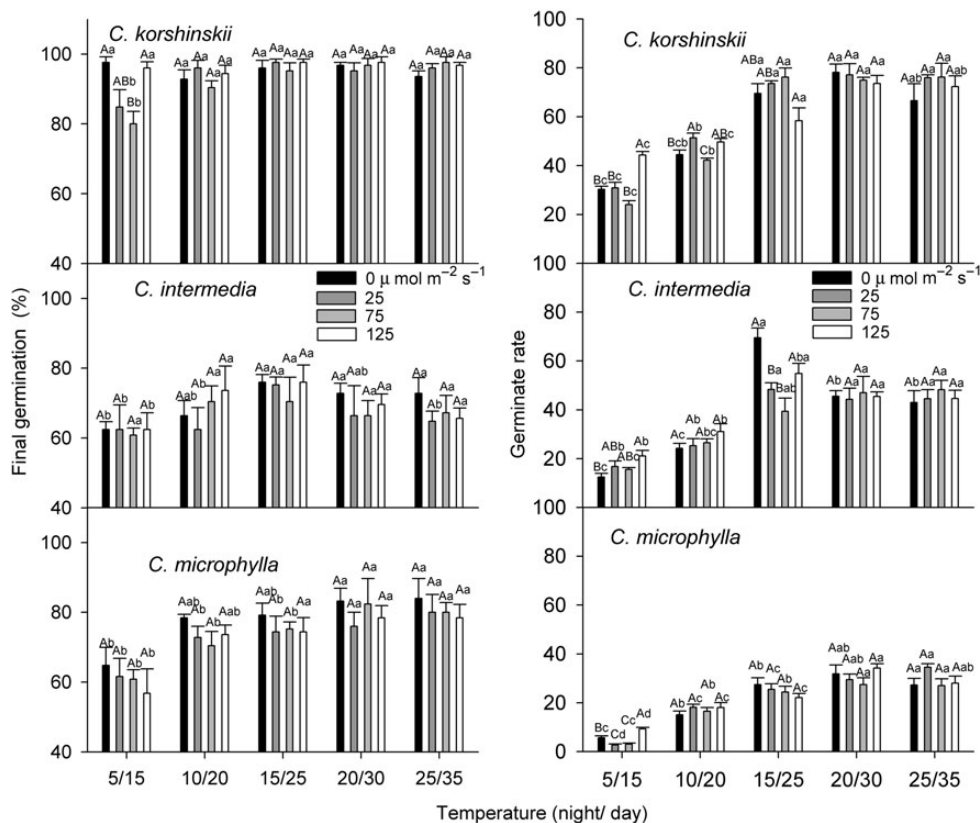 C. korshinskii
Aa Aa Aa Aa Aa Aa Aa Aa Aa Aa Aa Aa Aa Aa Aa Aa Aa
ABb
Bb
Aa
100
80
60
40
C. intermedia
0 μ mol m⁻² s⁻¹
25
75
125
Ab Ab Aa Ab
Aab Ab Aa Aa
Aa Aa Aa Aa
Aa Aa Ab Aa
Aa Ab Aa Ab
100
80
60
40
C. microphylla
Ab Ab Ab Ab
Aab Ab Ab Aab
Aab Ab Ab Aa
Aa Aa Aa Aa
Aa Aa Aa Aa
80
60
40
5/15 10/20 15/25 20/30 25/35
Final germination (%)
C. korshinskii
Bc Bc Bc Ac
Bcb Ab Cb ABc
ABa ABa Aa Aa
Aa Aa Aa Aa
Aab Aa Aa Aab
100
80
60
40
20
100
C. intermedia
0 μ mol m⁻² s⁻¹
25
75
125
Bc ABb ABc Ab
Ac Ab Abc Ab
Aa Ba Bab Aba
Ab Aa Aa Aa
Ab Aa Aa Aa
80
60
40
20
100
C. microphylla
Bc Cd Cc Ad
Ab Ac Ab Ac
Ab Ac Ab Ac
Aab Aab Aa Aa
Aa Aa Aa Aab
80
60
40
20
0
5/15 10/20 15/25 20/30 25/35
Germinate rate
Temperature (night/ day)